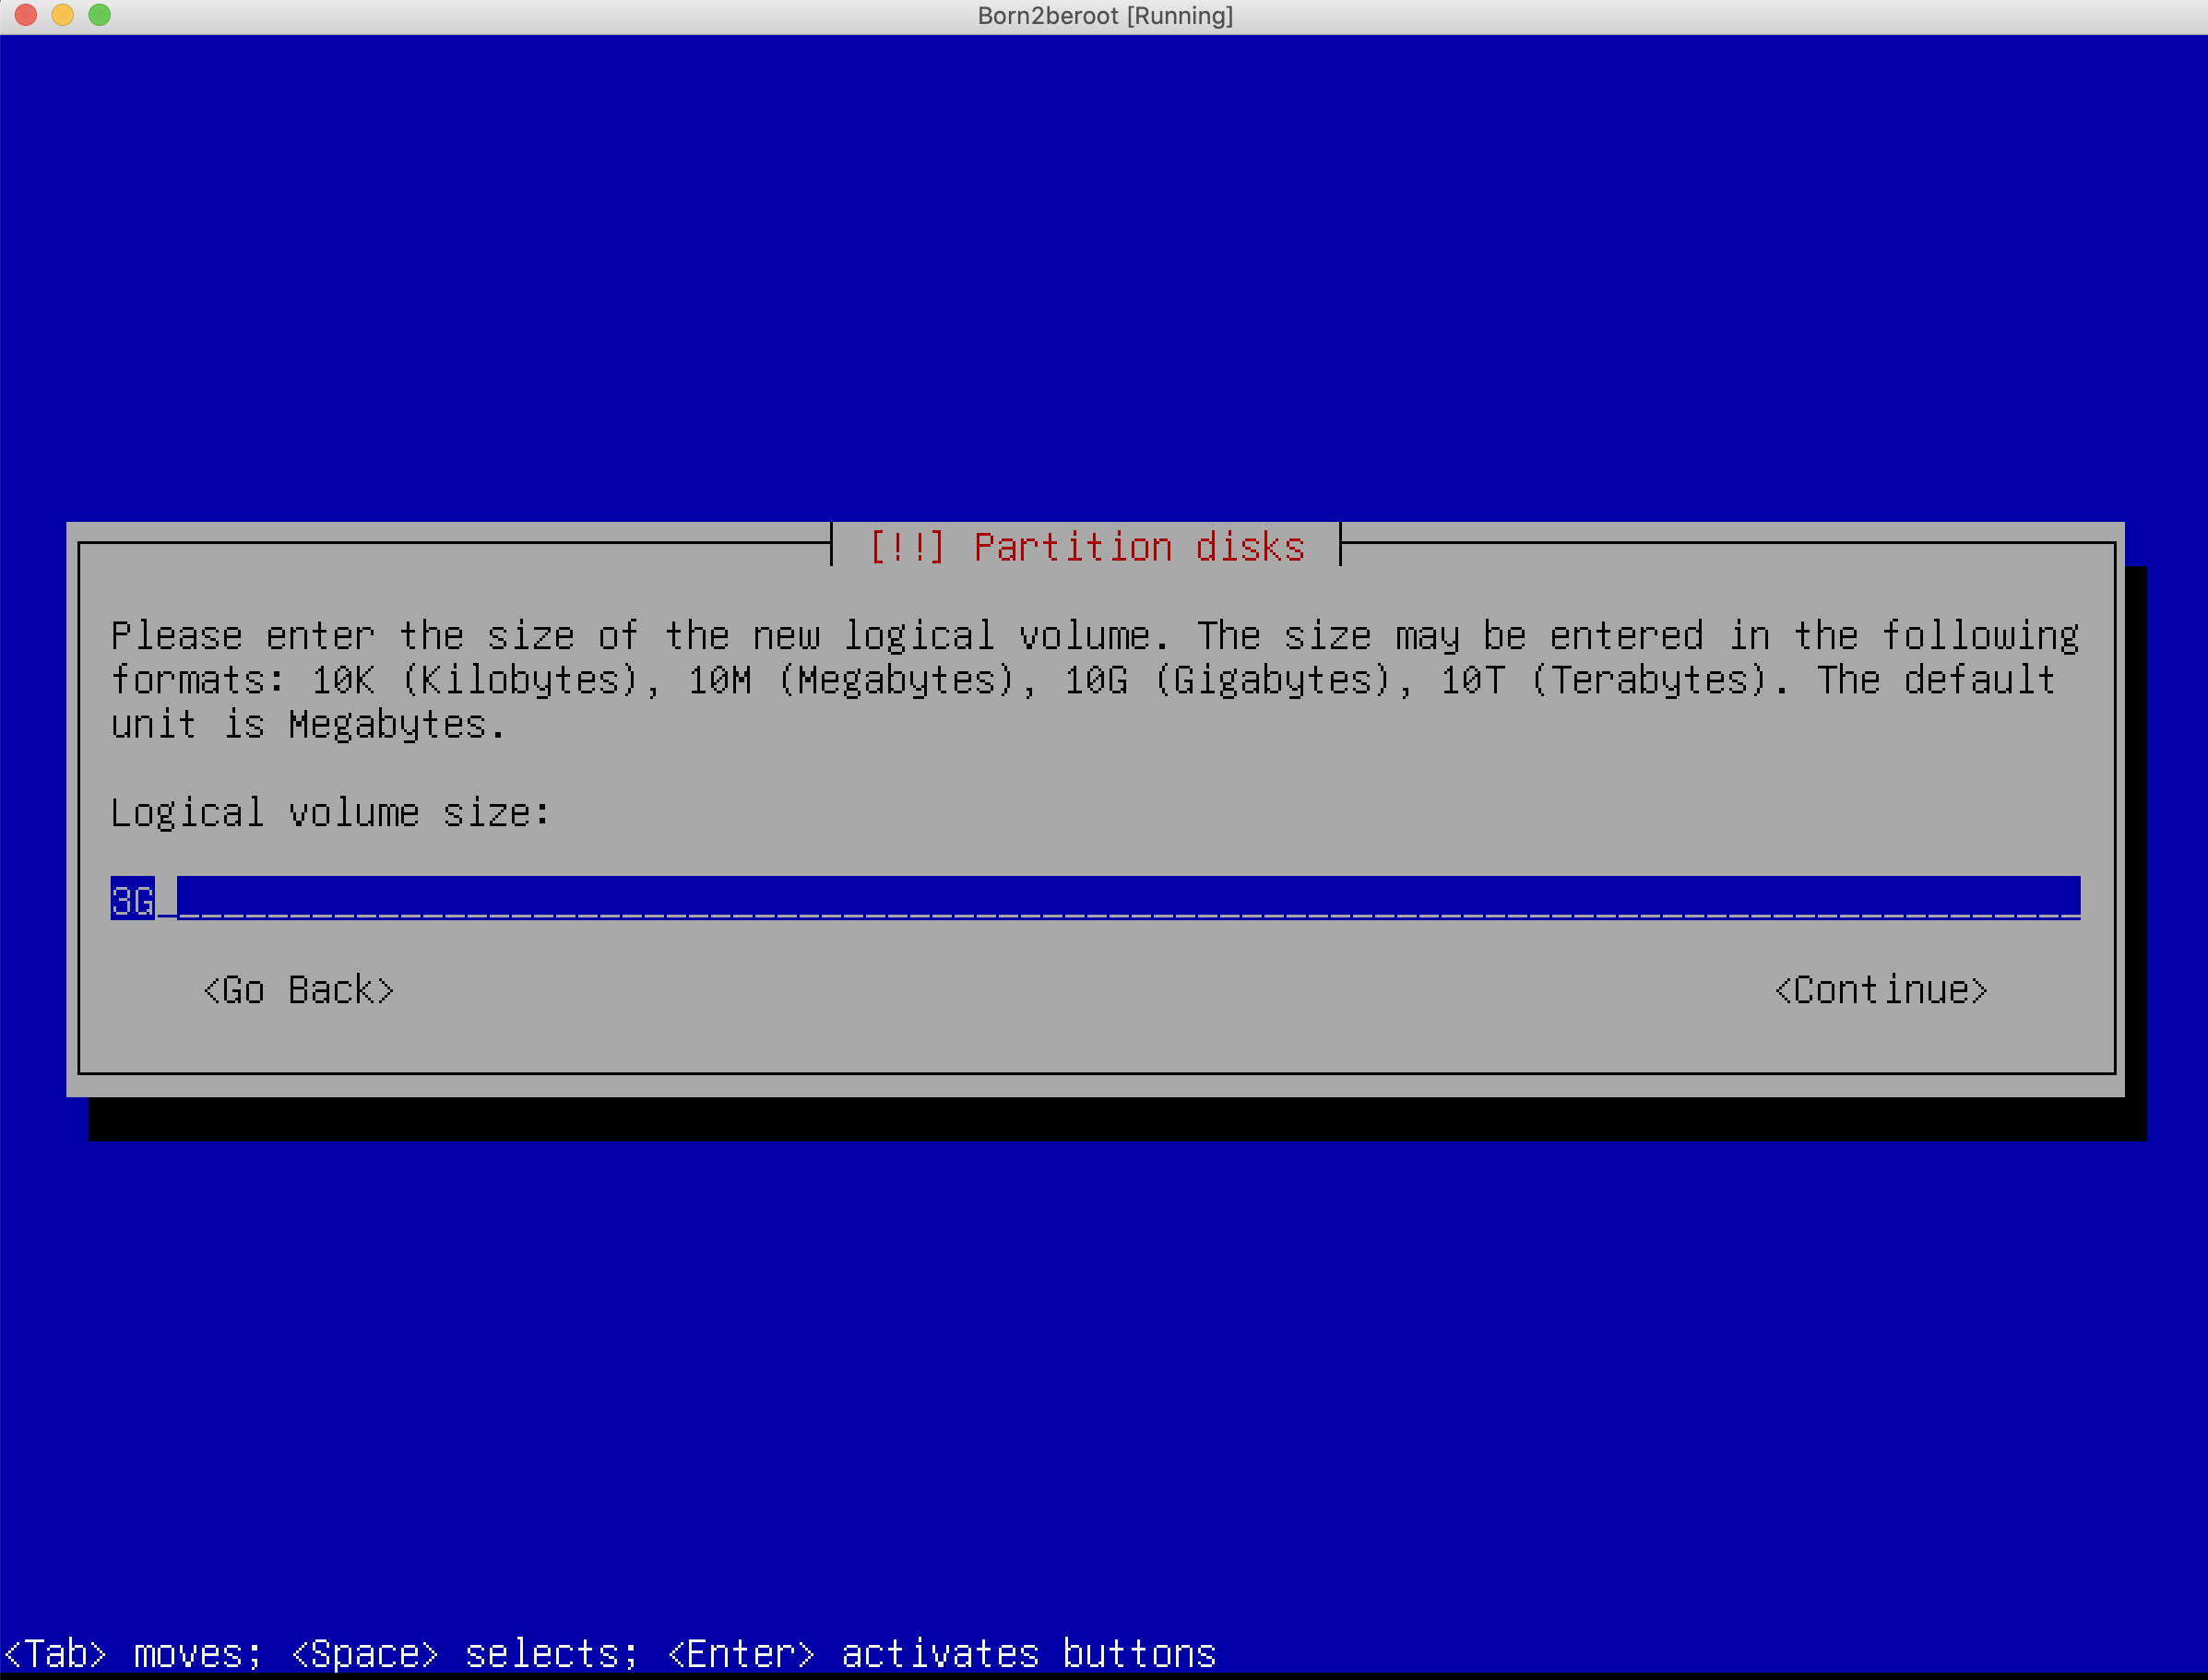 Born2beroot [Running]
[!!] Partition disks
Please enter the size of the new logical volume. The size may be entered in the following
formats: 10K (Kilobytes), 10M (Megabytes), 10G (Gigabytes), 10T (Terabytes). The default
unit is Megabytes.
Logical volume size:
3G
<Go Back> <Continue>
<Tab> moves; <Space> selects; <Enter> activates buttons